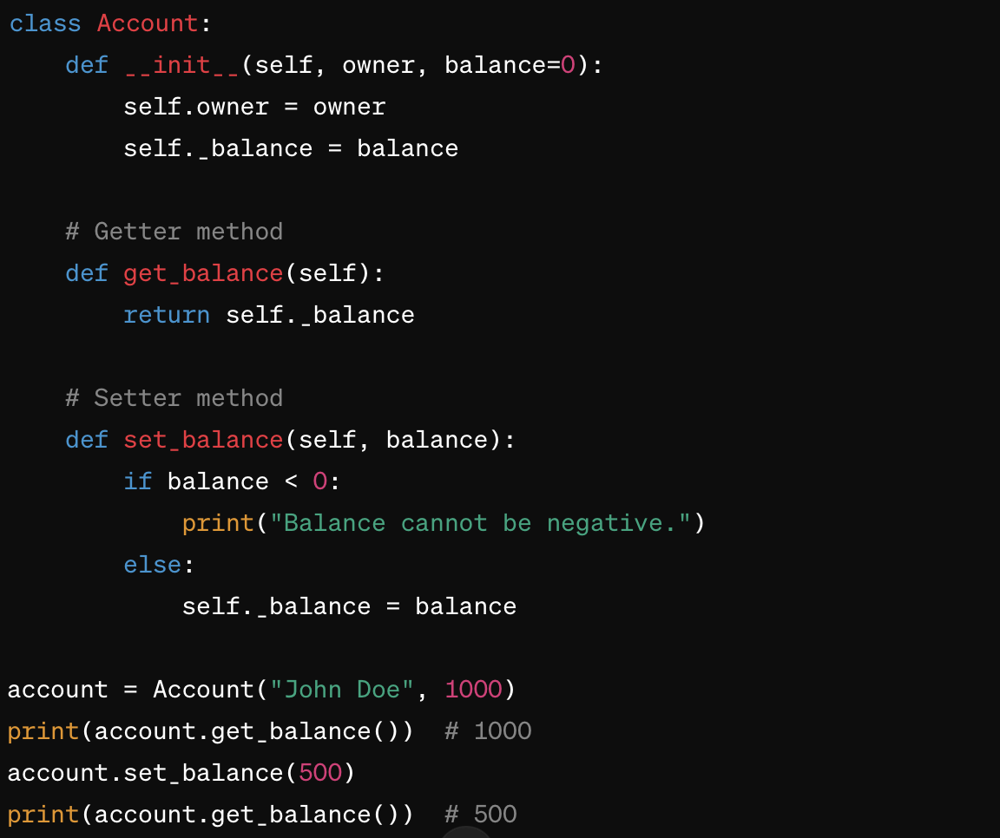 class Account:
    def __init__(self, owner, balance=0):
        self.owner = owner
        self._balance = balance

    # Getter method
    def get_balance(self):
        return self._balance

    # Setter method
    def set_balance(self, balance):
        if balance < 0:
            print("Balance cannot be negative.")
        else:
            self._balance = balance

account = Account("John Doe", 1000)
print(account.get_balance())  # 1000
account.set_balance(500)
print(account.get_balance())  # 500